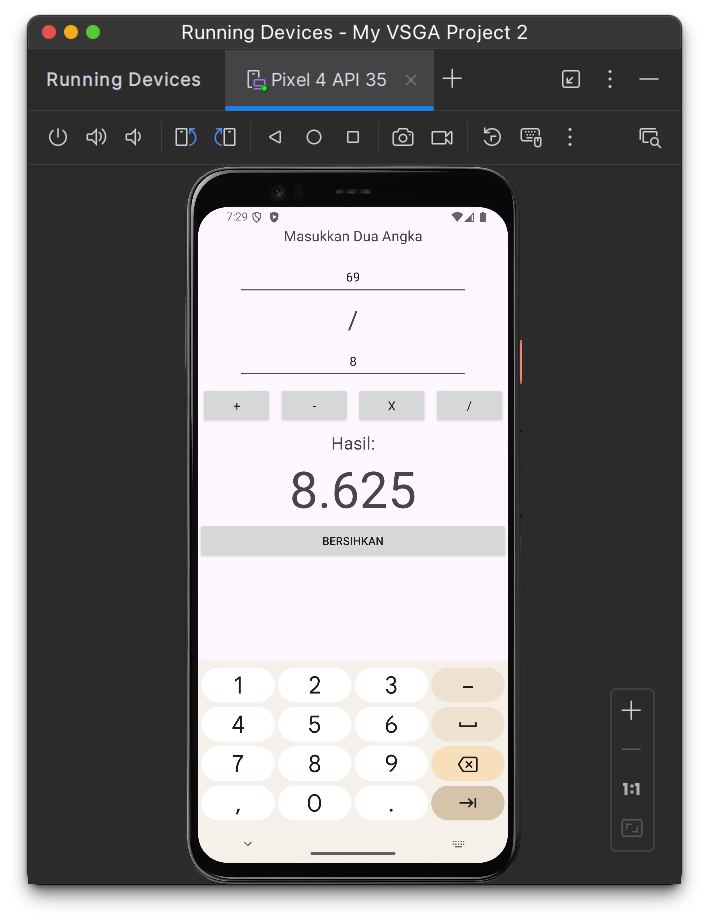 Running Devices - My VSGA Project 2
Running Devices
Pixel 4 API 35
7:29
Masukkan Dua Angka
69
/
8
+ - X /
Hasil:
8.625
BERSIHKAN
1 2 3 -
4 5 6
7 8 9
, 0 .
1:1